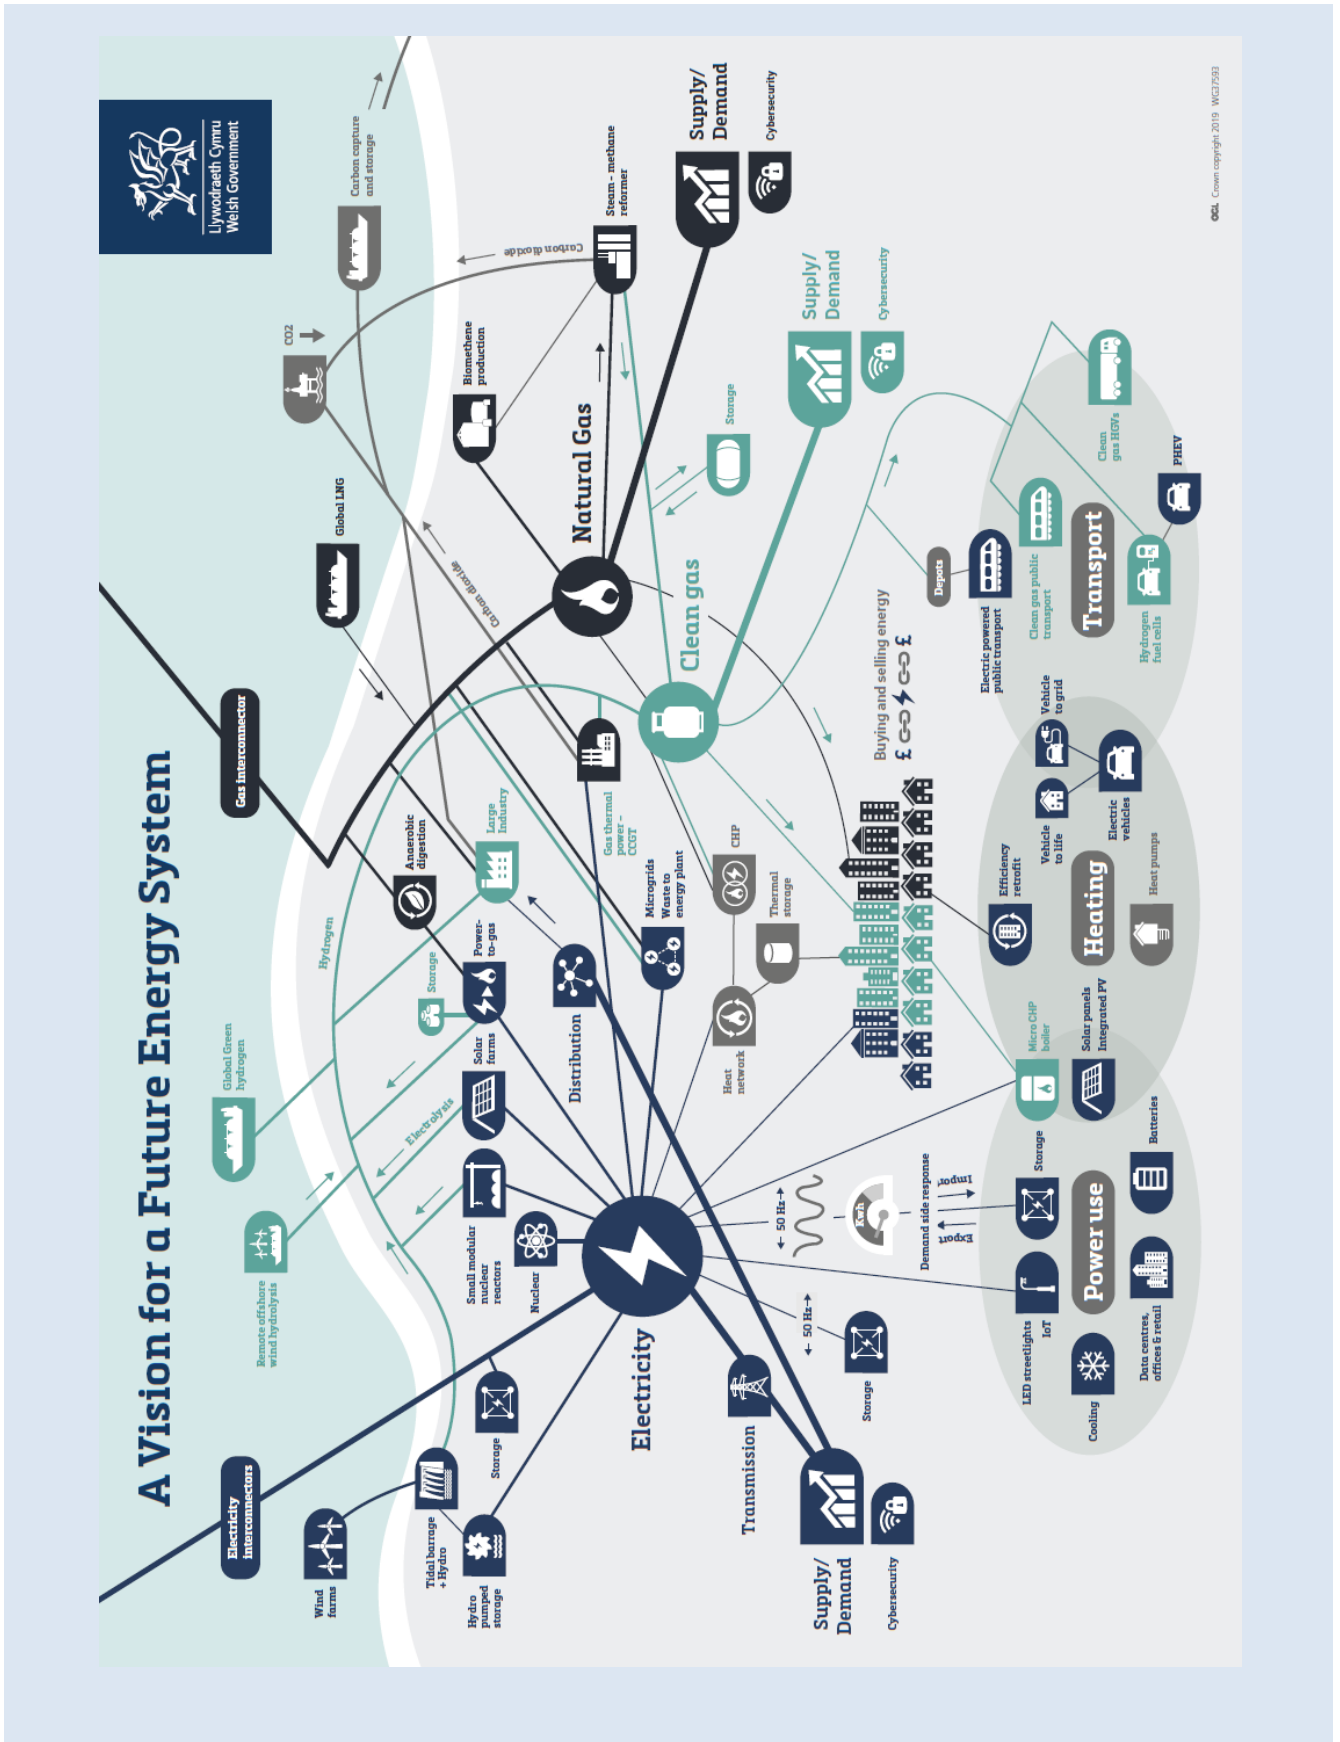 A Vision for a Future Energy System
Llywodraeth Cymru
Welsh Government
Electricity
interconnectors
Gas interconnector
Wind
farms
Remote offshore
wind hydrolysis
Global Green
hydrogen
Hydrogen
Global LNG
CO2
Carbon capture
and storage
Tidal barrage
+ Hydro
Hydro
pumped
storage
Storage
Small modular
nuclear
reactors
Nuclear
Electrolysis
Solar
farms
Storage
Power-
to-gas
Anaerobic
digestion
Large
Industry
Carbon dioxide
Biomethene
production
Carbon dioxide
Steam – methane
reformer
Distribution
Gas thermal
power –
CCGT
Microgrids
Waste to
energy plant
Natural Gas
Supply/
Demand
Cybersecurity
Electricity
Clean gas
Storage
Supply/
Demand
Cybersecurity
Transmission
Heat
network
CHP
Thermal
storage
50 Hz
50 Hz
Kwh
Storage
Supply/
Demand
Cybersecurity
Demand side response
Export
Import
Buying and selling energy
£ £
Depots
Electric powered
public transport
Clean gas public
transport
Clean
gas HGVs
Transport
Hydrogen
fuel cells
PHEV
Vehicle
to grid
Vehicle
to life
Electric
vehicles
Efficiency
retrofit
Heating
Heat pumps
Micro CHP
boiler
Solar panels
Integrated PV
Storage
LED streetlights
IoT
Power use
Cooling
Batteries
Data centres,
offices & retail
OGL Crown copyright 2019 WG37593